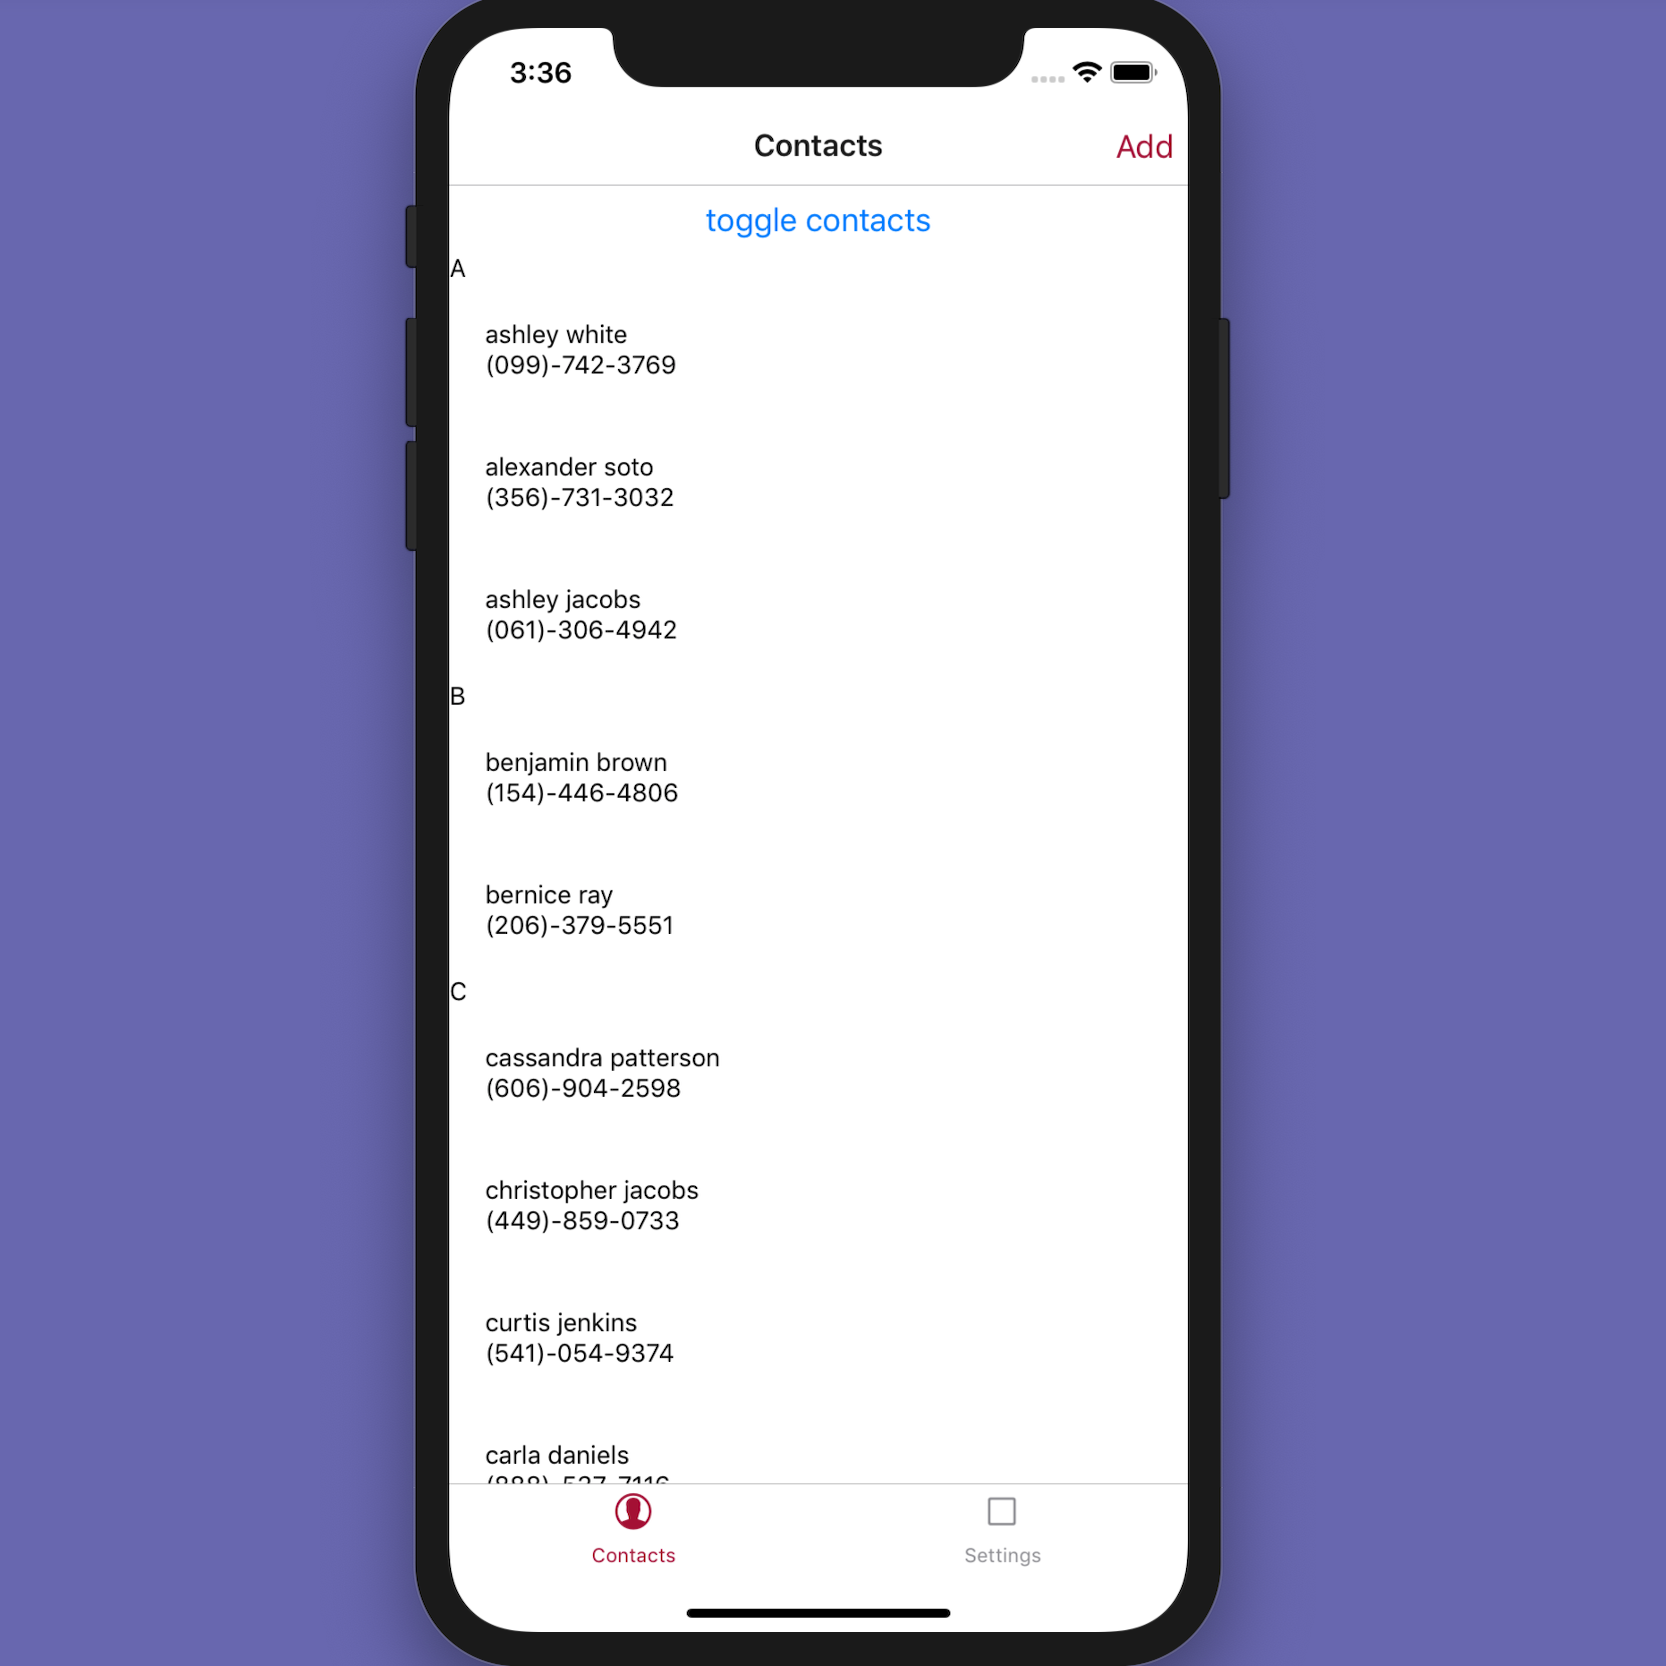 3:36
Contacts
Add
toggle contacts
A
ashley white
(099)-742-3769
alexander soto
(356)-731-3032
ashley jacobs
(061)-306-4942
B
benjamin brown
(154)-446-4806
bernice ray
(206)-379-5551
C
cassandra patterson
(606)-904-2598
christopher jacobs
(449)-859-0733
curtis jenkins
(541)-054-9374
carla daniels
Contacts
Settings